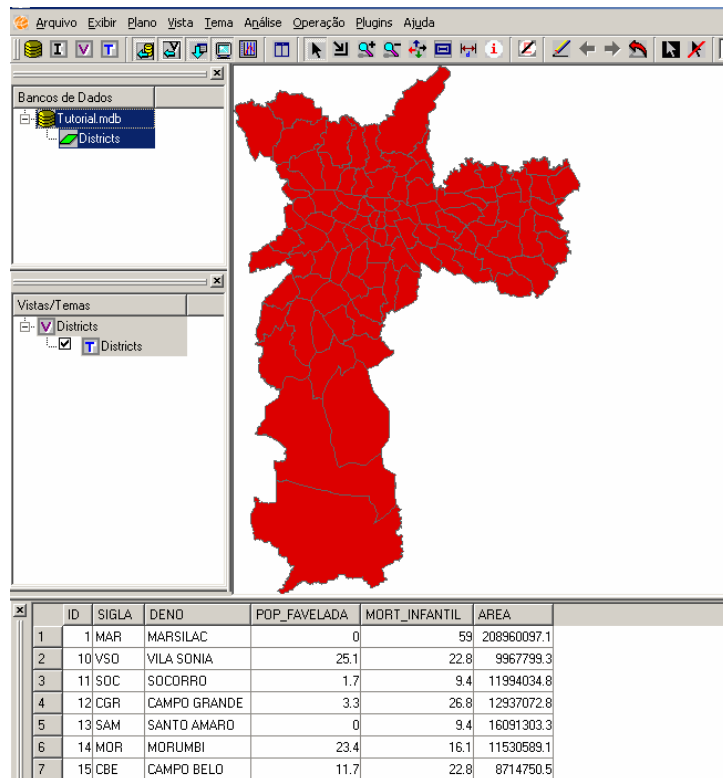 Arquivo Exibir Plano Vista Tema Análise Operação Plugins Ajuda
I V T
Bancos de Dados
Tutorial.mdb
Districts
Vistas/Temas
V Districts
T Districts
ID SIGLA DENO POP_FAVELADA MORT_INFANTIL AREA
1 1 MAR MARSILAC 0 59 208960097.1
2 10 VSO VILA SONIA 25.1 22.8 9967799.3
3 11 SOC SOCORRO 1.7 9.4 11994034.8
4 12 CGR CAMPO GRANDE 3.3 26.8 12937072.8
5 13 SAM SANTO AMARO 0 9.4 16091303.3
6 14 MOR MORUMBI 23.4 16.1 11530589.1
7 15 CBE CAMPO BELO 11.7 22.8 8714750.5